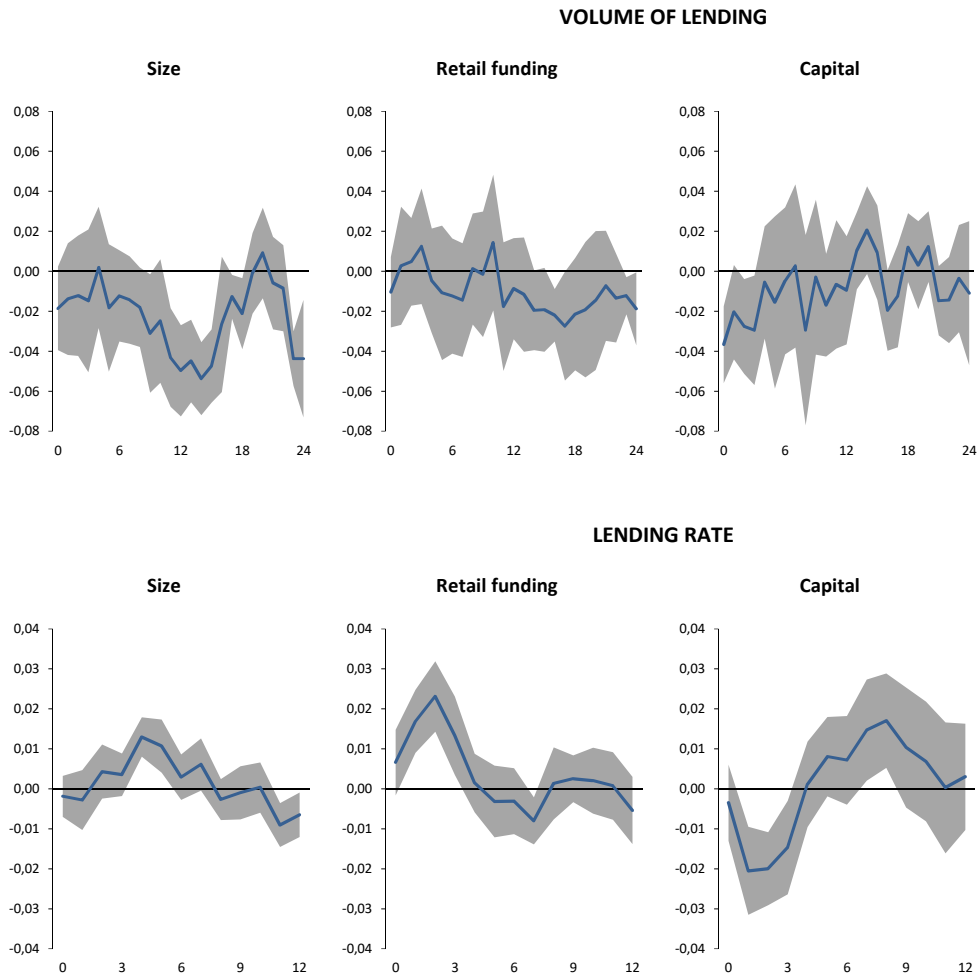 VOLUME OF LENDING
Size Retail funding Capital
0,08 0,08 0,08
0,06 0,06 0,06
0,04 0,04 0,04
0,02 0,02 0,02
0,00 0,00 0,00
-0,02 -0,02 -0,02
-0,04 -0,04 -0,04
-0,06 -0,06 -0,06
-0,08 -0,08 -0,08
0 6 12 18 24 0 6 12 18 24 0 6 12 18 24
LENDING RATE
Size Retail funding Capital
0,04 0,04 0,04
0,03 0,03 0,03
0,02 0,02 0,02
0,01 0,01 0,01
0,00 0,00 0,00
-0,01 -0,01 -0,01
-0,02 -0,02 -0,02
-0,03 -0,03 -0,03
-0,04 -0,04 -0,04
0 3 6 9 12 0 3 6 9 12 0 3 6 9 12